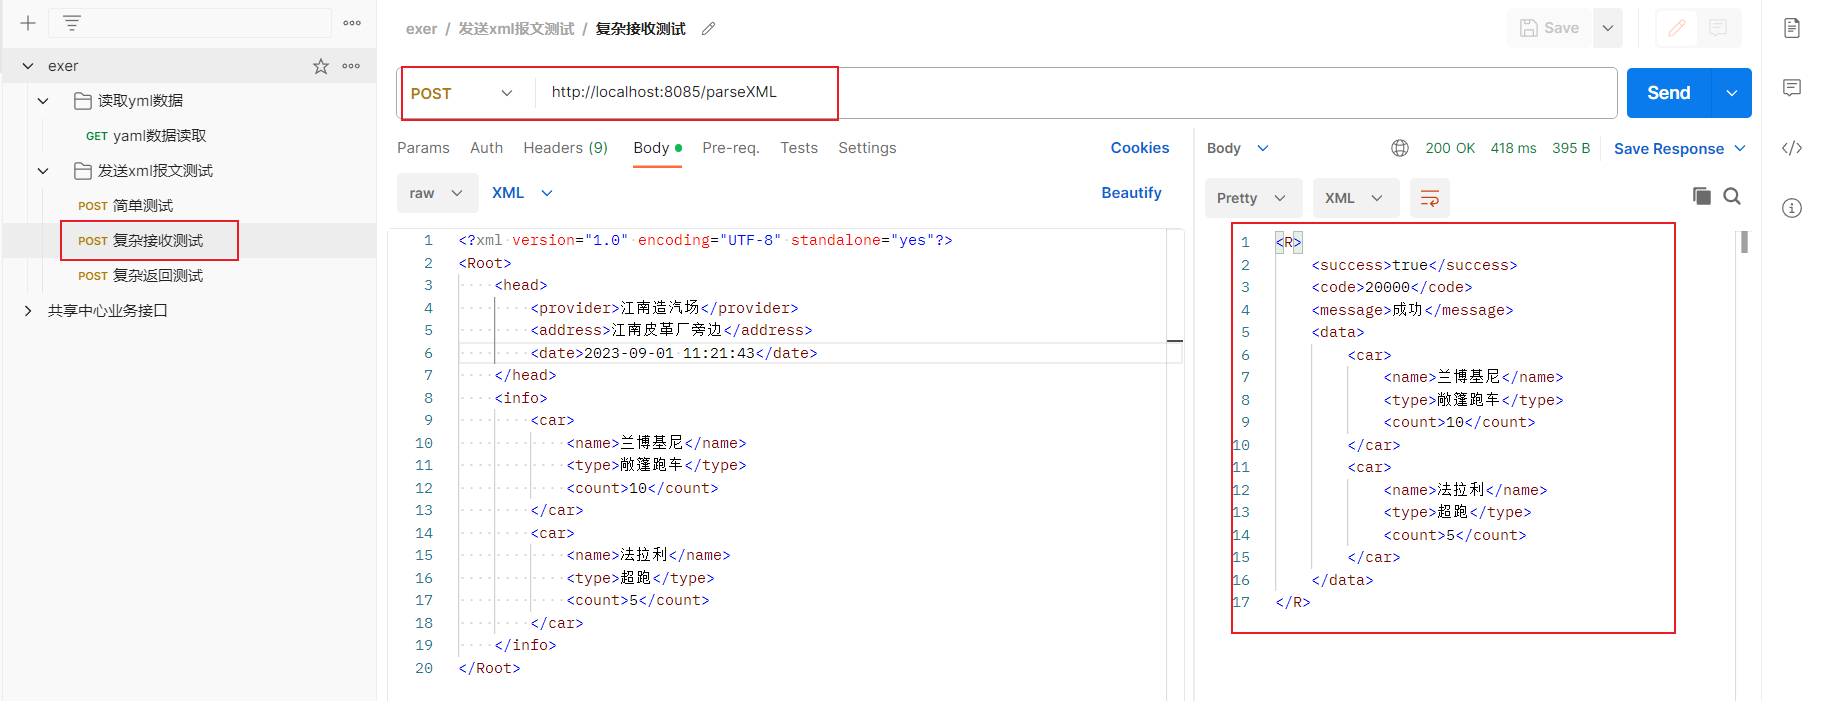 exer
读取yml数据
GET yaml数据读取
发送xml报文测试
POST 简单测试
POST 复杂接收测试
POST 复杂返回测试
共享中心业务接口
exer / 发送xml报文测试 / 复杂接收测试
Save
POST http://localhost:8085/parseXML
Send
Params Auth Headers (9) Body Pre-req. Tests Settings Cookies
raw XML Beautify
1 <?xml version="1.0" encoding="UTF-8" standalone="yes"?>
2 <Root>
3 <head>
4 <provider>江南造汽场</provider>
5 <address>江南皮革厂旁边</address>
6 <date>2023-09-01 11:21:43</date>
7 </head>
8 <info>
9 <car>
10 <name>兰博基尼</name>
11 <type>敞篷跑车</type>
12 <count>10</count>
13 </car>
14 <car>
15 <name>法拉利</name>
16 <type>超跑</type>
17 <count>5</count>
18 </car>
19 </info>
20 </Root>
Body 200 OK 418 ms 395 B Save Response
Pretty XML
1 <R>
2 <success>true</success>
3 <code>20000</code>
4 <message>成功</message>
5 <data>
6 <car>
7 <name>兰博基尼</name>
8 <type>敞篷跑车</type>
9 <count>10</count>
10 </car>
11 <car>
12 <name>法拉利</name>
13 <type>超跑</type>
14 <count>5</count>
15 </car>
16 </data>
17 </R>